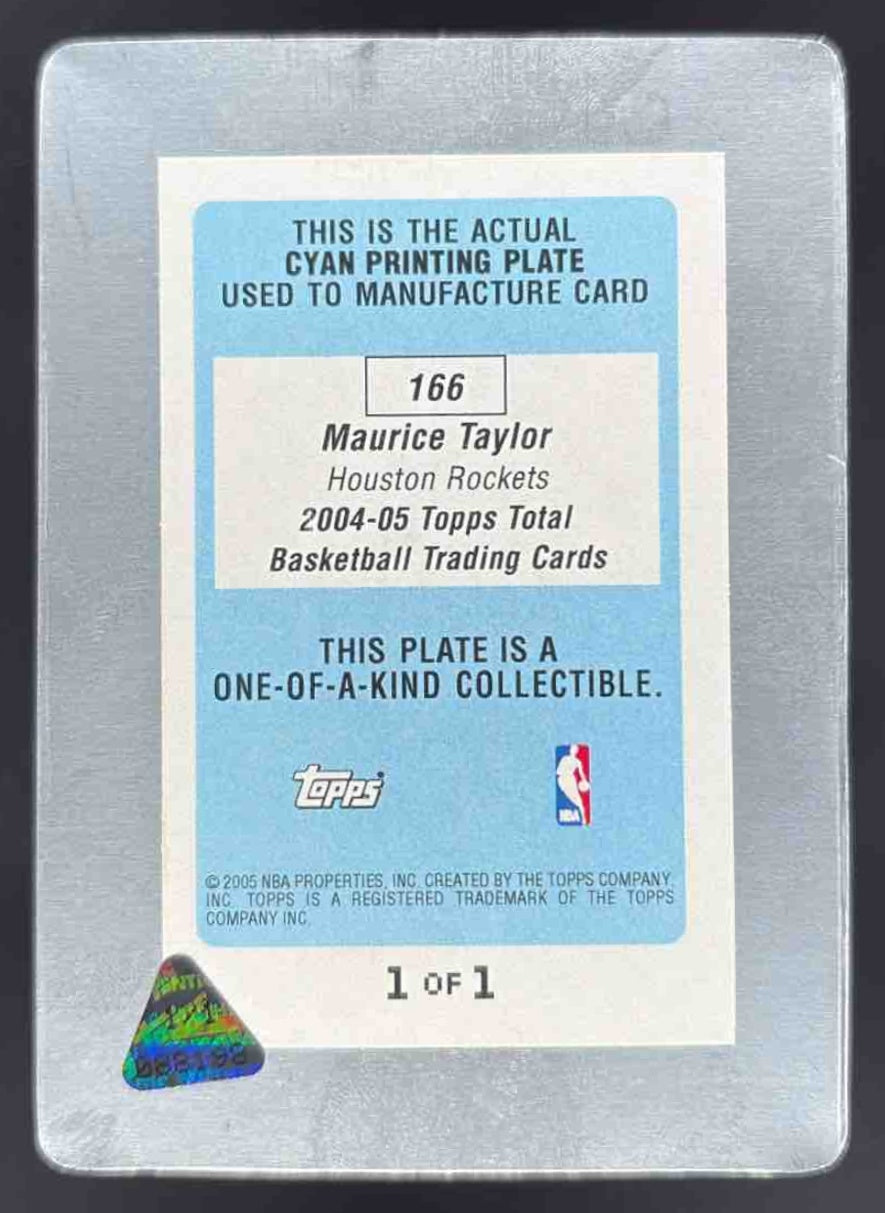 THIS IS THE ACTUAL
CYAN PRINTING PLATE
USED TO MANUFACTURE CARD
166
Maurice Taylor
Houston Rockets
2004-05 Topps Total
Basketball Trading Cards
THIS PLATE IS A
ONE-OF-A-KIND COLLECTIBLE.
topps
NBA
© 2005 NBA PROPERTIES, INC. CREATED BY THE TOPPS COMPANY,
INC. TOPPS IS A REGISTERED TRADEMARK OF THE TOPPS
COMPANY INC.
1 OF 1